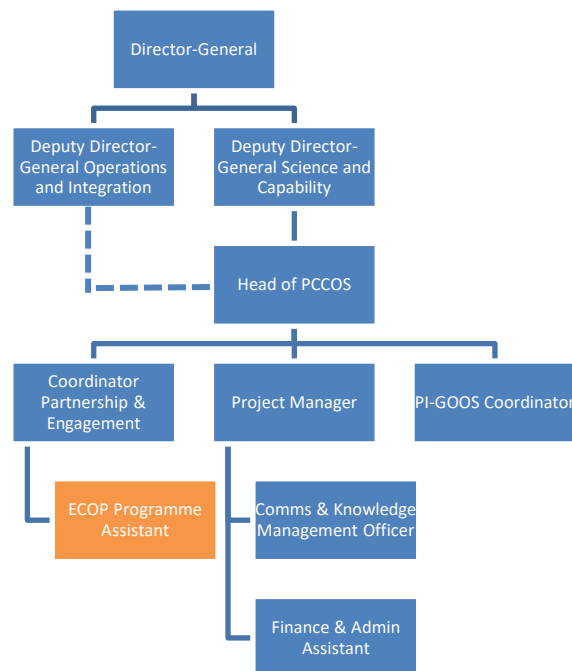 Director-General
Deputy Director-
General Operations
and Integration
Deputy Director-
General Science and
Capability
Head of PCCOS
Coordinator
Partnership &
Engagement
Project Manager
PI-GOOS Coordinator
ECOP Programme
Assistant
Comms & Knowledge
Management Officer
Finance & Admin
Assistant